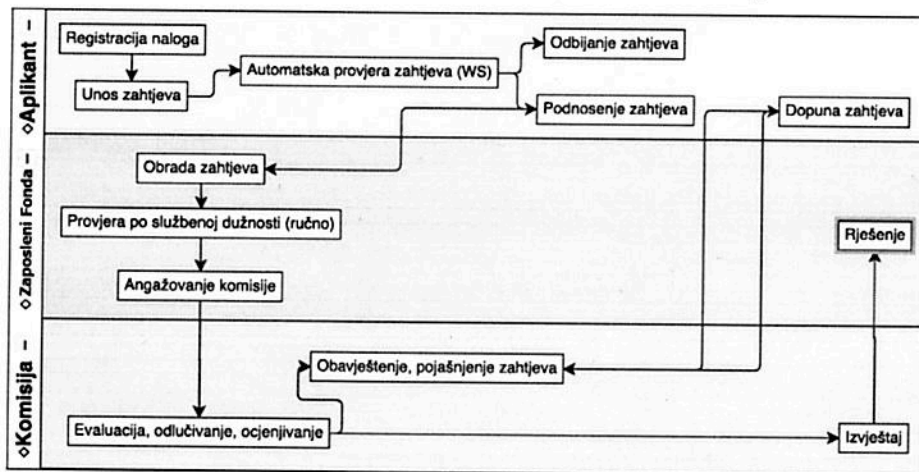 ◇Aplikant –
Registracija naloga
Unos zahtjeva
Automatska provjera zahtjeva (WS)
Odbijanje zahtjeva
Podnosenje zahtjeva
Dopuna zahtjeva
◇Zaposleni Fonda –
Obrada zahtjeva
Provjera po službenoj dužnosti (ručno)
Angažovanje komisije
Rješenje
◇Komisija –
Obavještenje, pojašnjenje zahtjeva
Evaluacija, odlučivanje, ocjenjivanje
Izvještaj